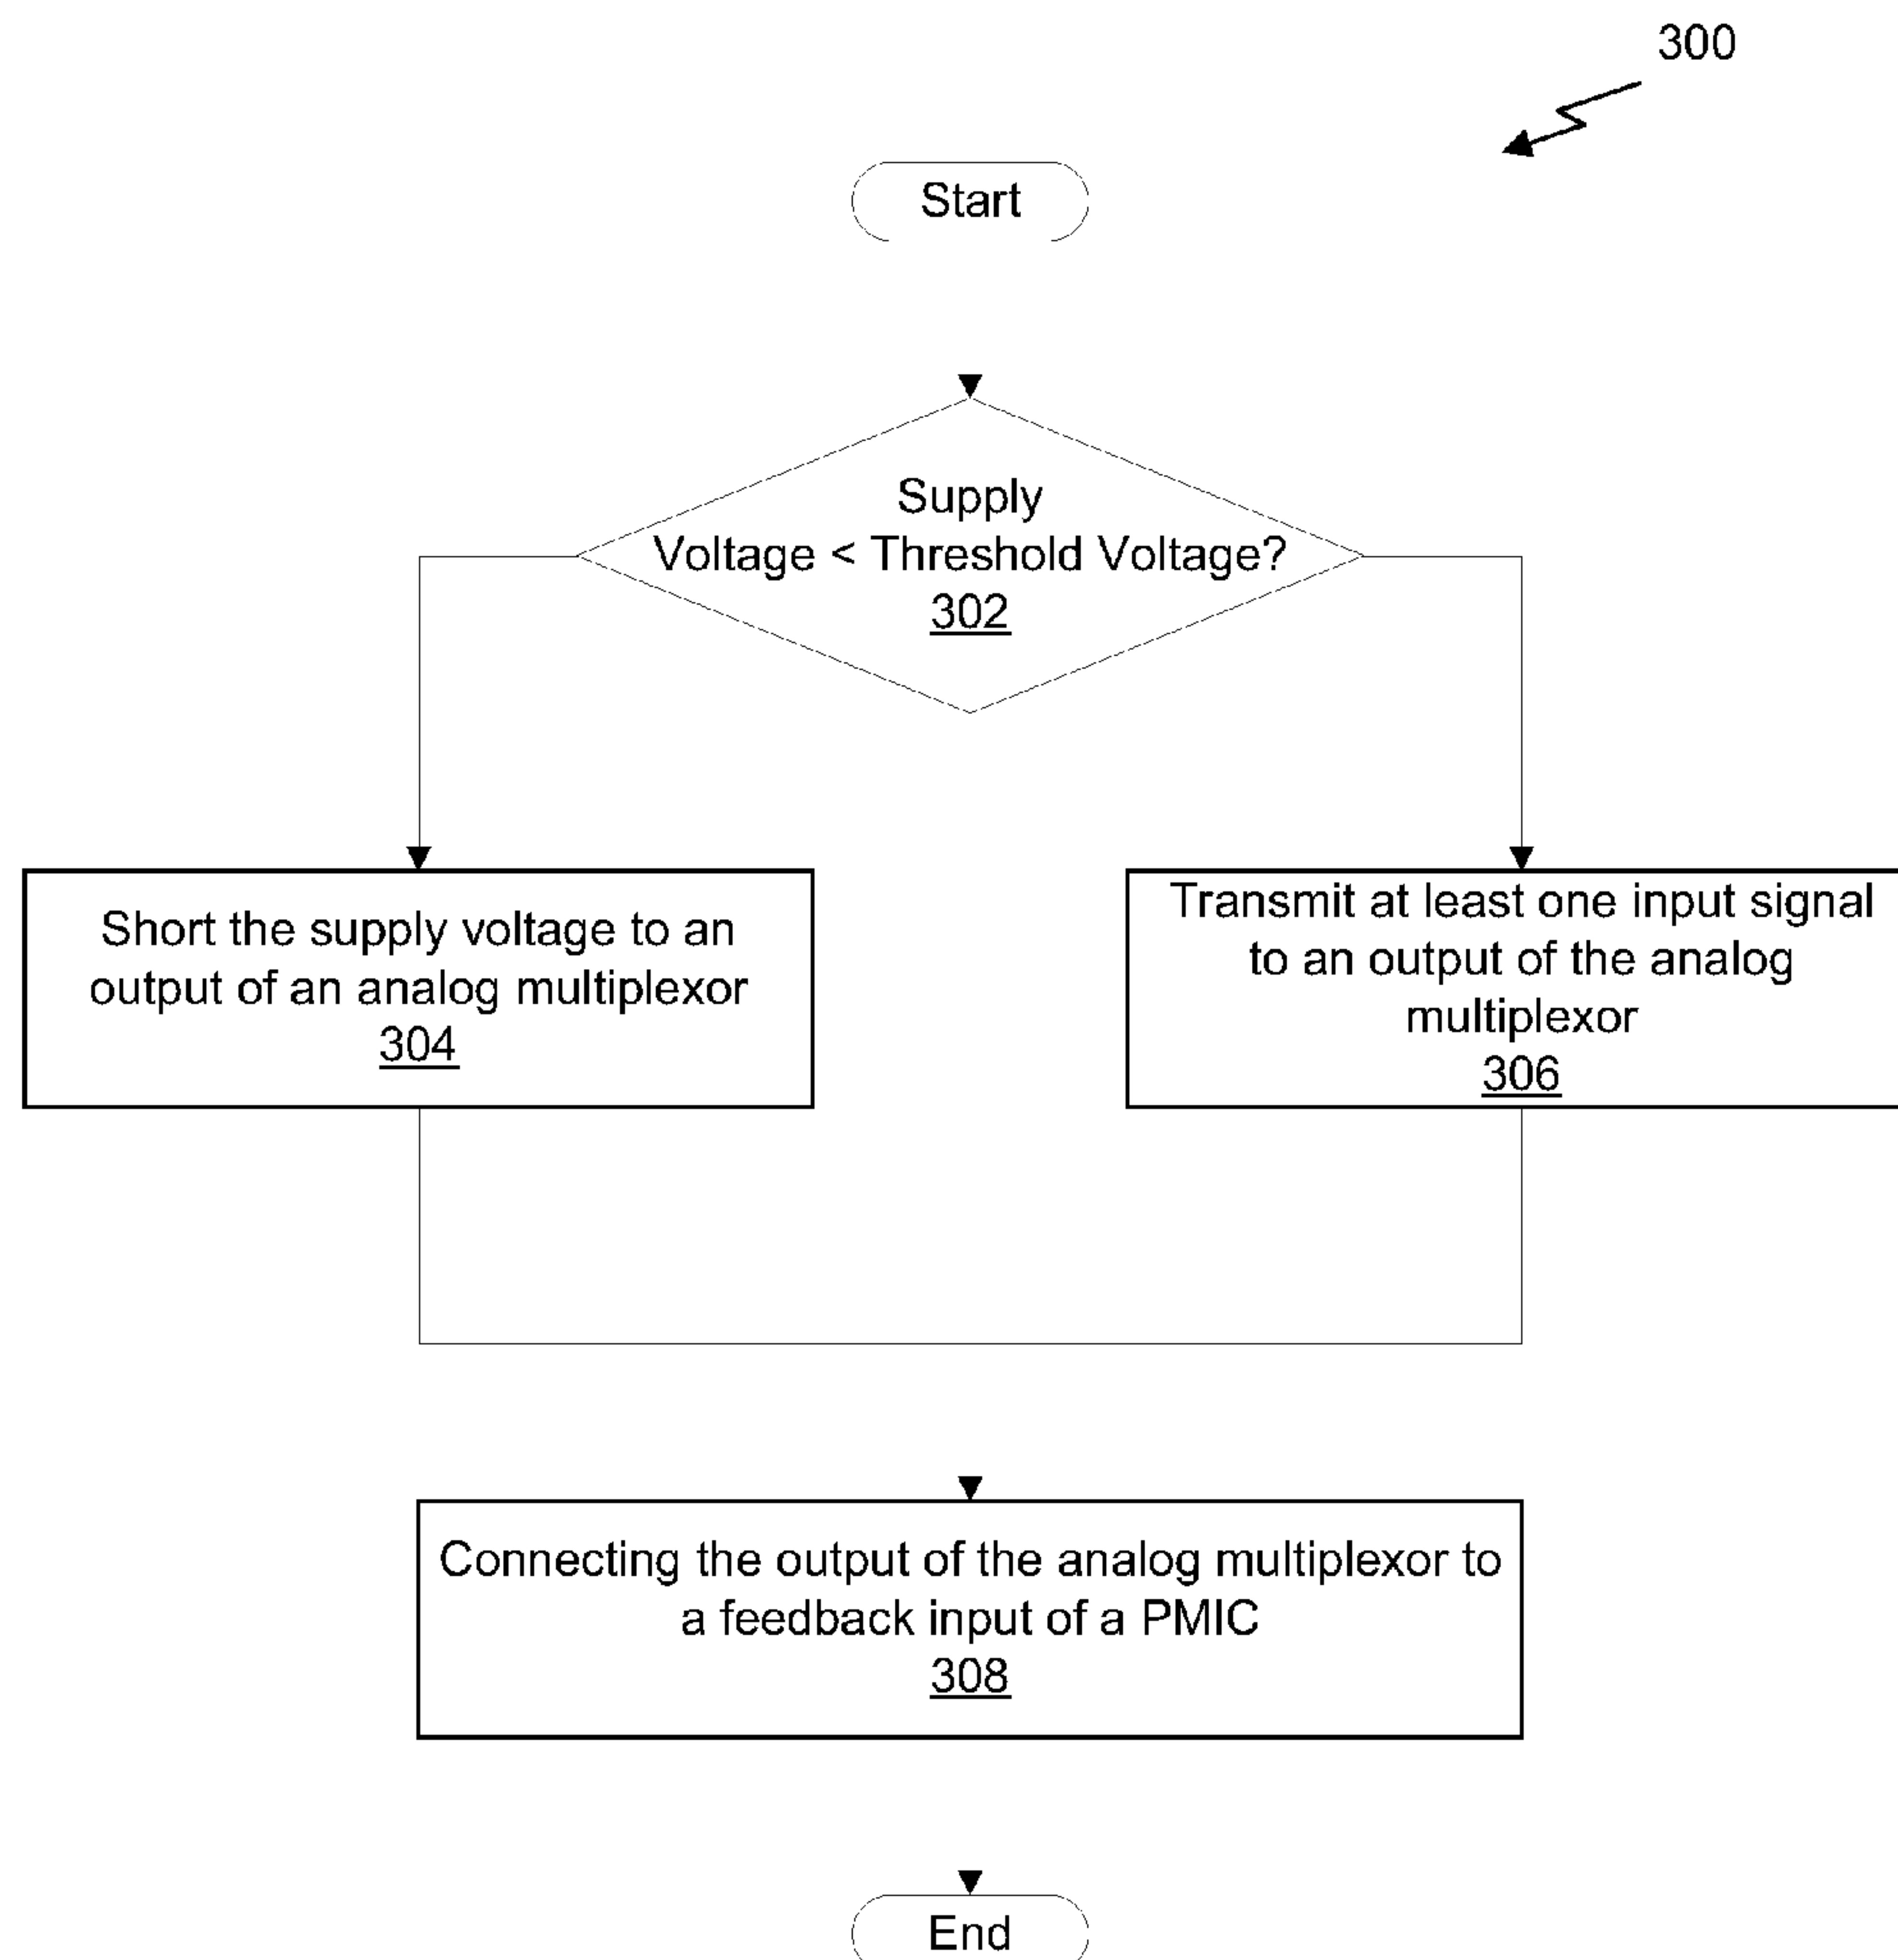 300
Start
Supply
Voltage < Threshold Voltage?
302
Short the supply voltage to an
output of an analog multiplexor
304
Transmit at least one input signal
to an output of the analog
multiplexor
306
Connecting the output of the analog multiplexor to
a feedback input of a PMIC
308
End